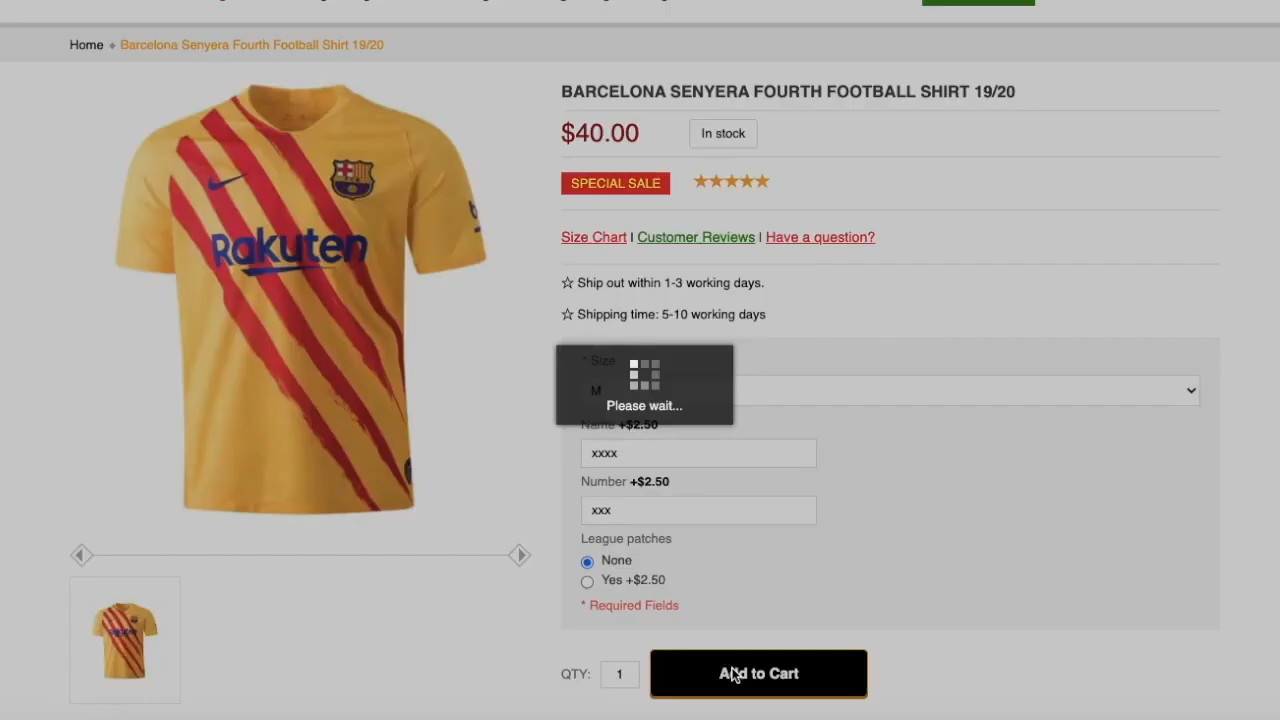 Home
Barcelona Senyera Fourth Football Shirt 19/20
BARCELONA SENYERA FOURTH FOOTBALL SHIRT 19/20
$40.00
In stock
SPECIAL SALE
Size Chart | Customer Reviews | Have a question?
☆ Ship out within 1-3 working days.
☆ Shipping time: 5-10 working days
* Size
M
Please wait...
Name +$2.50
xxxx
Number +$2.50
xxx
League patches
None
Yes +$2.50
* Required Fields
QTY: 1
Add to Cart
Rakuten